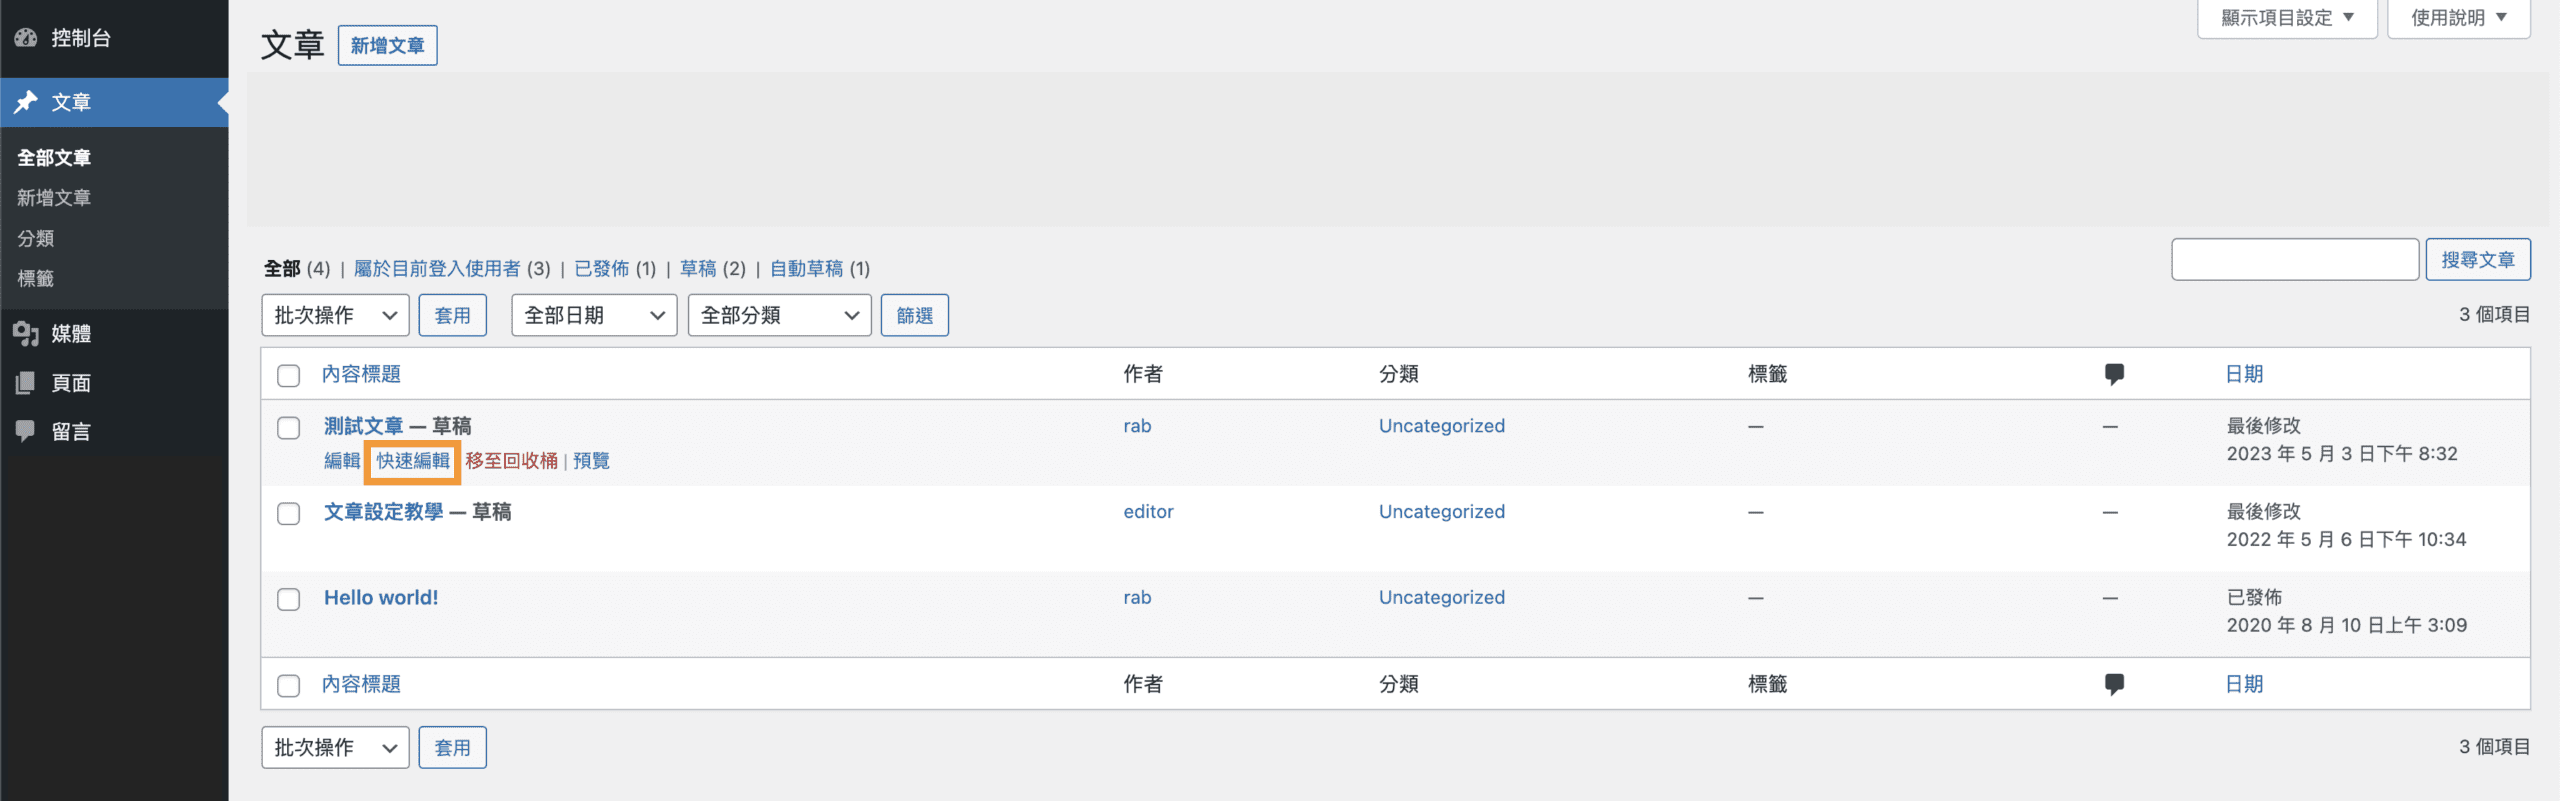 控制台
文章
全部文章
新增文章
分類
標籤
媒體
頁面
留言
文章 新增文章
顯示項目設定 ▼ 使用說明 ▼
全部 (4) | 屬於目前登入使用者 (3) | 已發佈 (1) | 草稿 (2) | 自動草稿 (1)
搜尋文章
批次操作 套用 全部日期 全部分類 篩選
3 個項目
內容標題 作者 分類 標籤 日期
測試文章 — 草稿 rab Uncategorized — — 最後修改
2023 年 5 月 3 日下午 8:32
編輯 快速編輯 移至回收桶 | 預覽
文章設定教學 — 草稿 editor Uncategorized — — 最後修改
2022 年 5 月 6 日下午 10:34
Hello world! rab Uncategorized — — 已發佈
2020 年 8 月 10 日上午 3:09
內容標題 作者 分類 標籤 日期
批次操作 套用
3 個項目